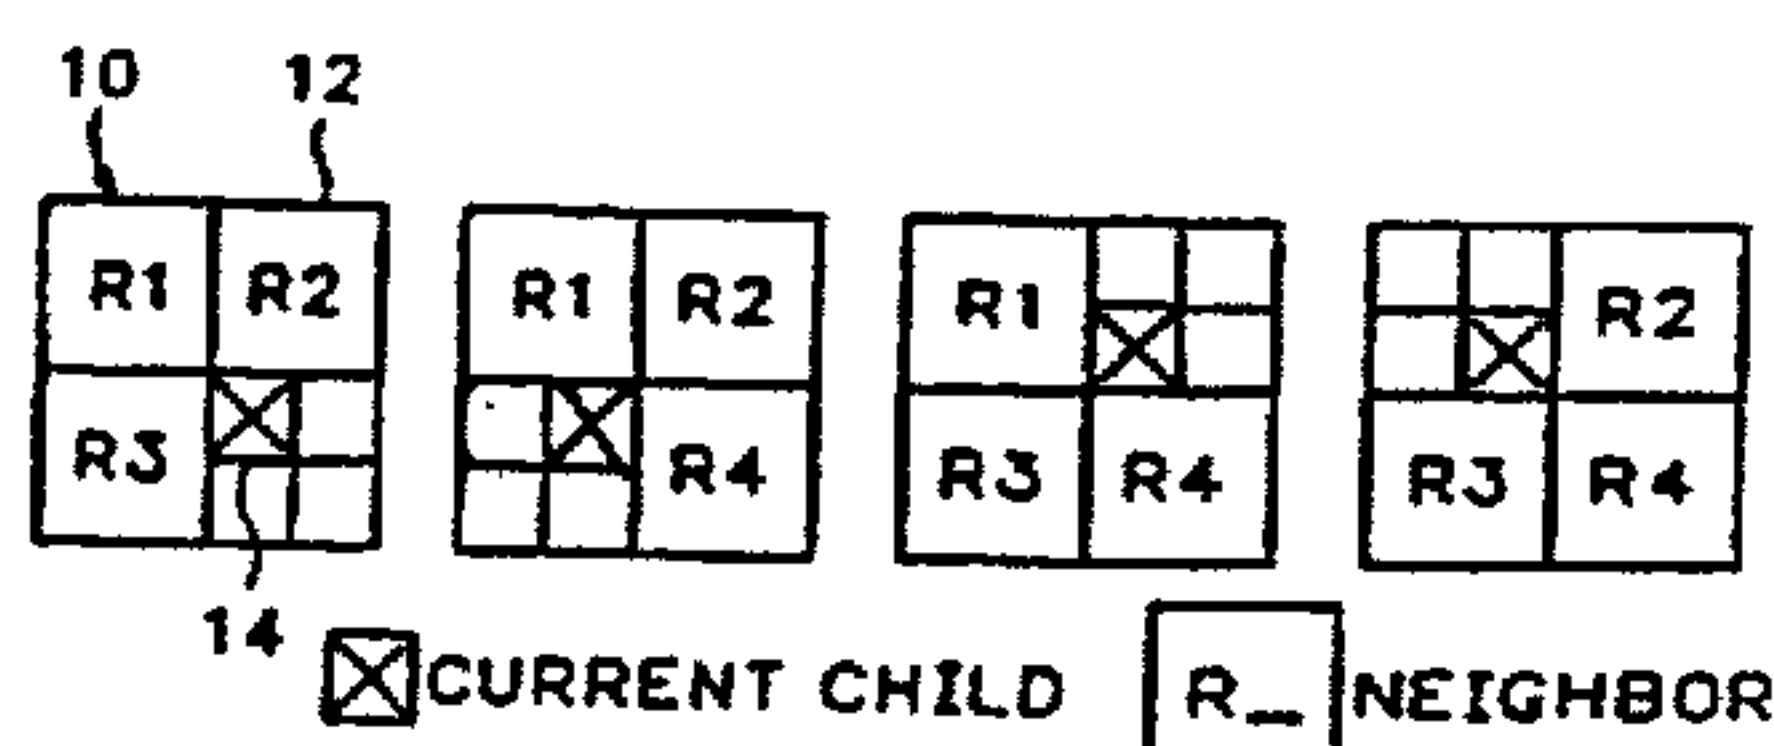 10 12
R1 R2 R1 R2 R1 R2
R3 R4 R3 R4 R3 R4
14
CURRENT CHILD R_ NEIGHBOR